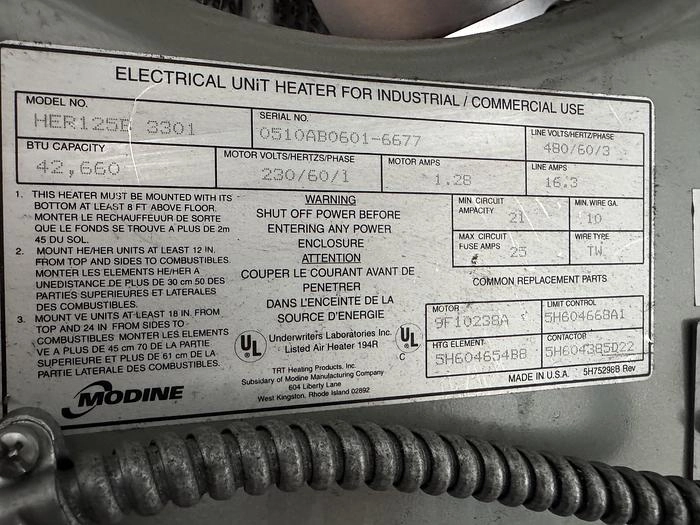 ELECTRICAL UNiT HEATER FOR INDUSTRIAL / COMMERCIAL USE
MODEL NO.
HER125B 3301
SERIAL NO.
0510AB0601-6677
LINE VOLTS/HERTZ/PHASE
480/60/3
BTU CAPACITY
42,660
MOTOR VOLTS/HERTZS/PHASE
230/60/1
MOTOR AMPS
1.28
LINE AMPS
16.3
1. THIS HEATER MUST BE MOUNTED WITH ITS
BOTTOM AT LEAST 8 FT ABOVE FLOOR.
MONTER LE RECHAUFFEUUR DE SORTE
QUE LE FONDS SE TROUVE A PLUS DE 2m
45 DU SOL.
2. MOUNT HE/HER UNITS AT LEAST 12 IN.
FROM TOP AND SIDES TO COMBUSTIBLES.
MONTER LES ELEMENTS HE/HER A
UNEDISTANCE DE PLUS DE 30 cm 50 DES
PARTIES SUPERIEURES ET LATERALES
DES COMBUSTIBLES.
3. MOUNT VE UNITS AT LEAST 18 IN. FROM
TOP AND 24 IN FROM SIDES TO
COMBUSTIBLES MONTER LES ELEMENTS
VE A PLUS DE 45 cm 70 DE LA PARTIE
SUPERIEURE ET PLUS DE 61 cm DE LA
PARTIE LATERALE DES COMBUSTIBLES.
WARNING
SHUT OFF POWER BEFORE
ENTERING ANY POWER
ENCLOSURE
ATTENTION
COUPER LE COURANT AVANT DE
PENETRER
DANS L'ENCEINTE DE LA
SOURCE D'ENERGIE
MIN. CIRCUIT
AMPACITY
21
MIN. WIRE GA.
10
MAX. CIRCUIT
FUSE AMPS
25
WIRE TYPE
TW
COMMON REPLACEMENT PARTS
MOTOR
9F10238A
LIMIT CONTROL
5H60466BA1
HTG ELEMENT
5H604654B8
CONTACTOR
5H604385D22
UL
Underwriters Laboratories Inc.
Listed Air Heater 194R
UL
C
TRT Heating Products, Inc.
Subsidiary of Modine Manufacturing Company
604 Liberty Lane
West Kingston, Rhode Island 02892
MADE IN U.S.A.
5H75296B Rev
MODINE